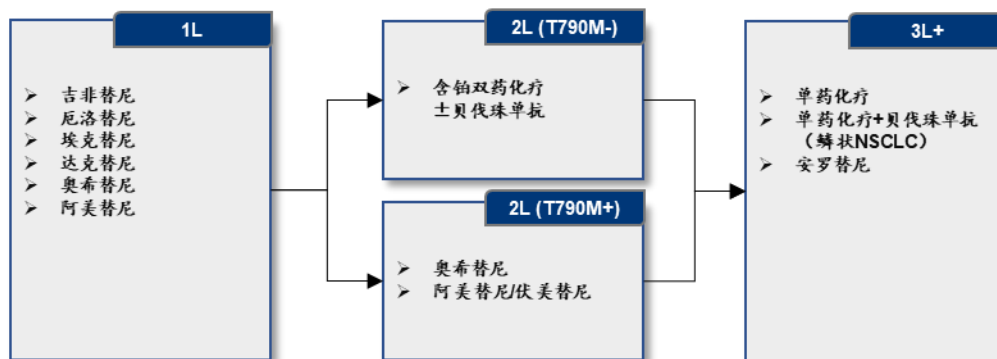 1L
➢ 吉非替尼
➢ 厄洛替尼
➢ 埃克替尼
➢ 达克替尼
➢ 奥希替尼
➢ 阿美替尼
2L (T790M-)
➢ 含铂双药化疗
±贝伐珠单抗
2L (T790M+)
➢ 奥希替尼
➢ 阿美替尼/伏美替尼
3L+
➢ 单药化疗
➢ 单药化疗+贝伐珠单抗
(鳞状NSCLC)
➢ 安罗替尼